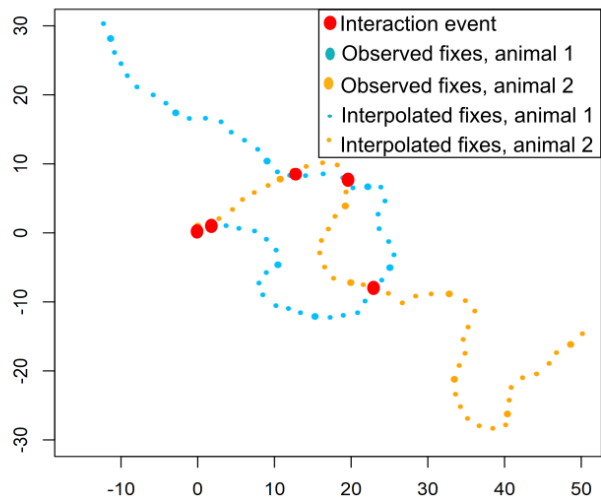 Interaction event
Observed fixes, animal 1
Observed fixes, animal 2
Interpolated fixes, animal 1
Interpolated fixes, animal 2
30
20
10
0
-10
-20
-30
-10 0 10 20 30 40 50